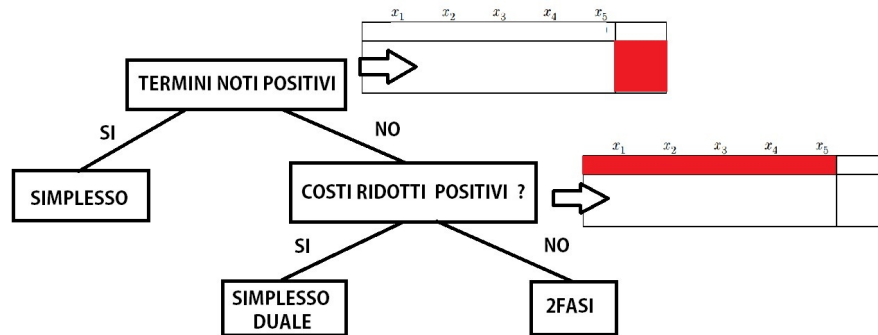 x₁ x₂ x₃ x₄ x₅
TERMINI NOTI POSITIVI
SI
NO
x₁ x₂ x₃ x₄ x₅
SIMPLESSO
COSTI RIDOTTI POSITIVI ?
SI
NO
SIMPLESSO
DUALE
2FASI